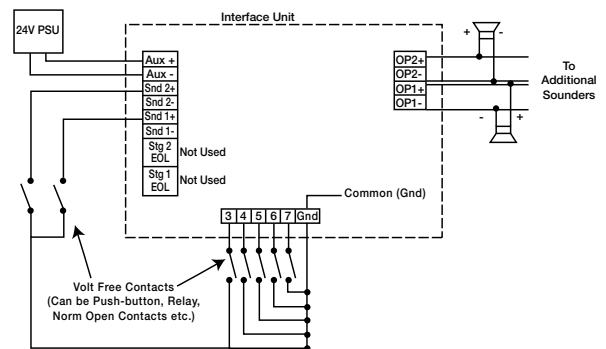 Interface Unit
24V PSU
Aux +
Aux -
Snd 2+
Snd 2-
Snd 1+
Snd 1-
Stg 2
EOL
Not Used
Stg 1
EOL
Not Used
OP2+
OP2-
OP1+
OP1-
+ -
- +
To
Additional
Sounders
Common (Gnd)
3 4 5 6 7 Gnd
Volt Free Contacts
(Can be Push-button, Relay,
Norm Open Contacts etc.)